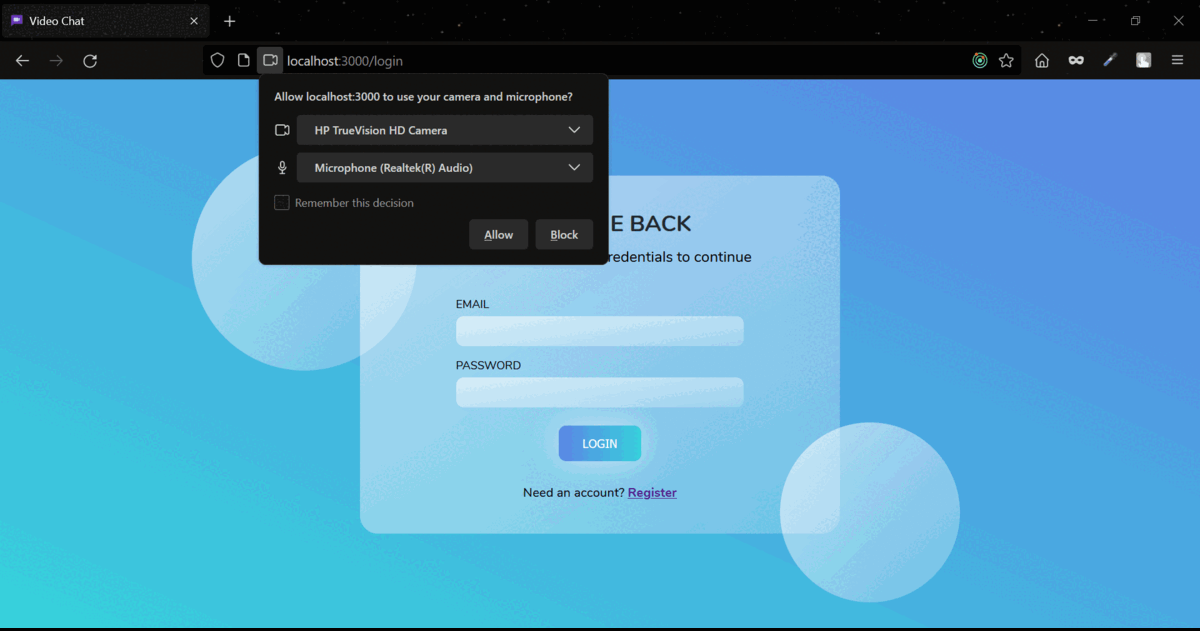 Video Chat
localhost:3000/login
Allow localhost:3000 to use your camera and microphone?
HP TrueVision HD Camera
Microphone (Realtek(R) Audio)
Remember this decision
Allow
Block
E BACK
redentials to continue
EMAIL
PASSWORD
LOGIN
Need an account? Register